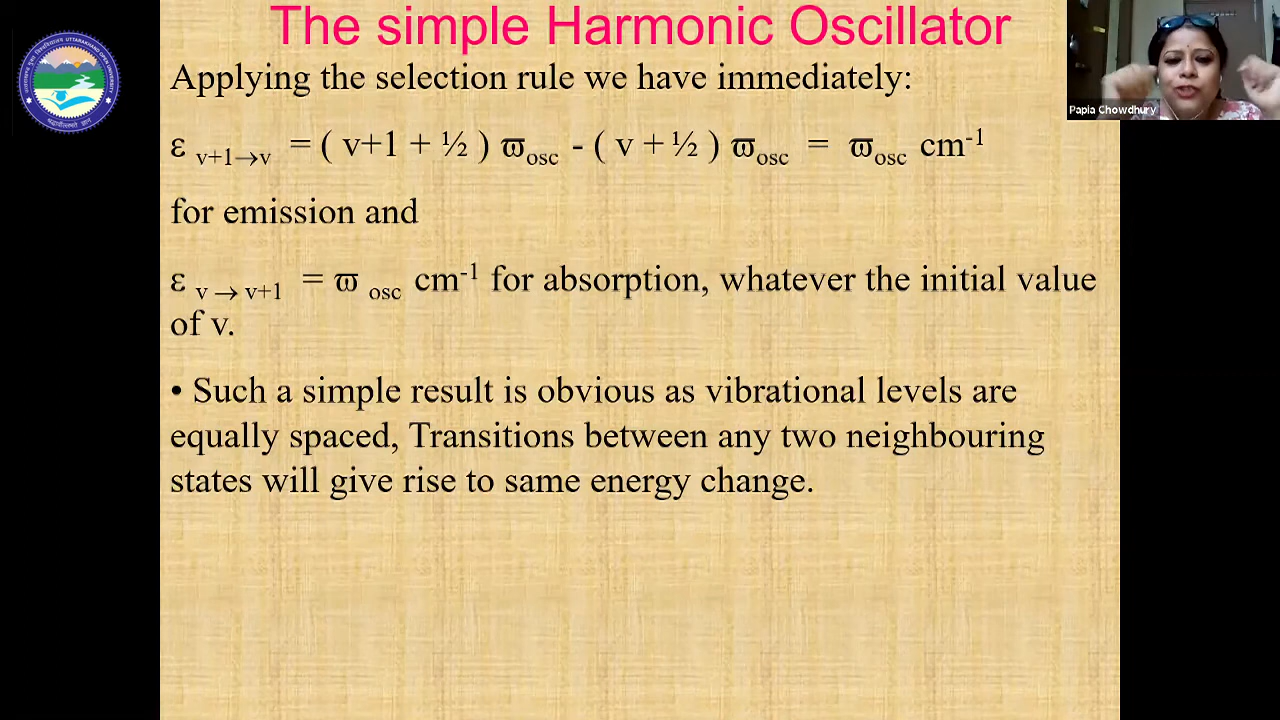 The simple Harmonic Oscillator
Applying the selection rule we have immediately:
ε v+1→v = ( v+1 + ½ ) ϖosc - ( v + ½ ) ϖosc = ϖosc cm-1
for emission and
ε v → v+1 = ϖ osc cm-1 for absorption, whatever the initial value
of v.
• Such a simple result is obvious as vibrational levels are
equally spaced, Transitions between any two neighbouring
states will give rise to same energy change.
Papia Chowdhury